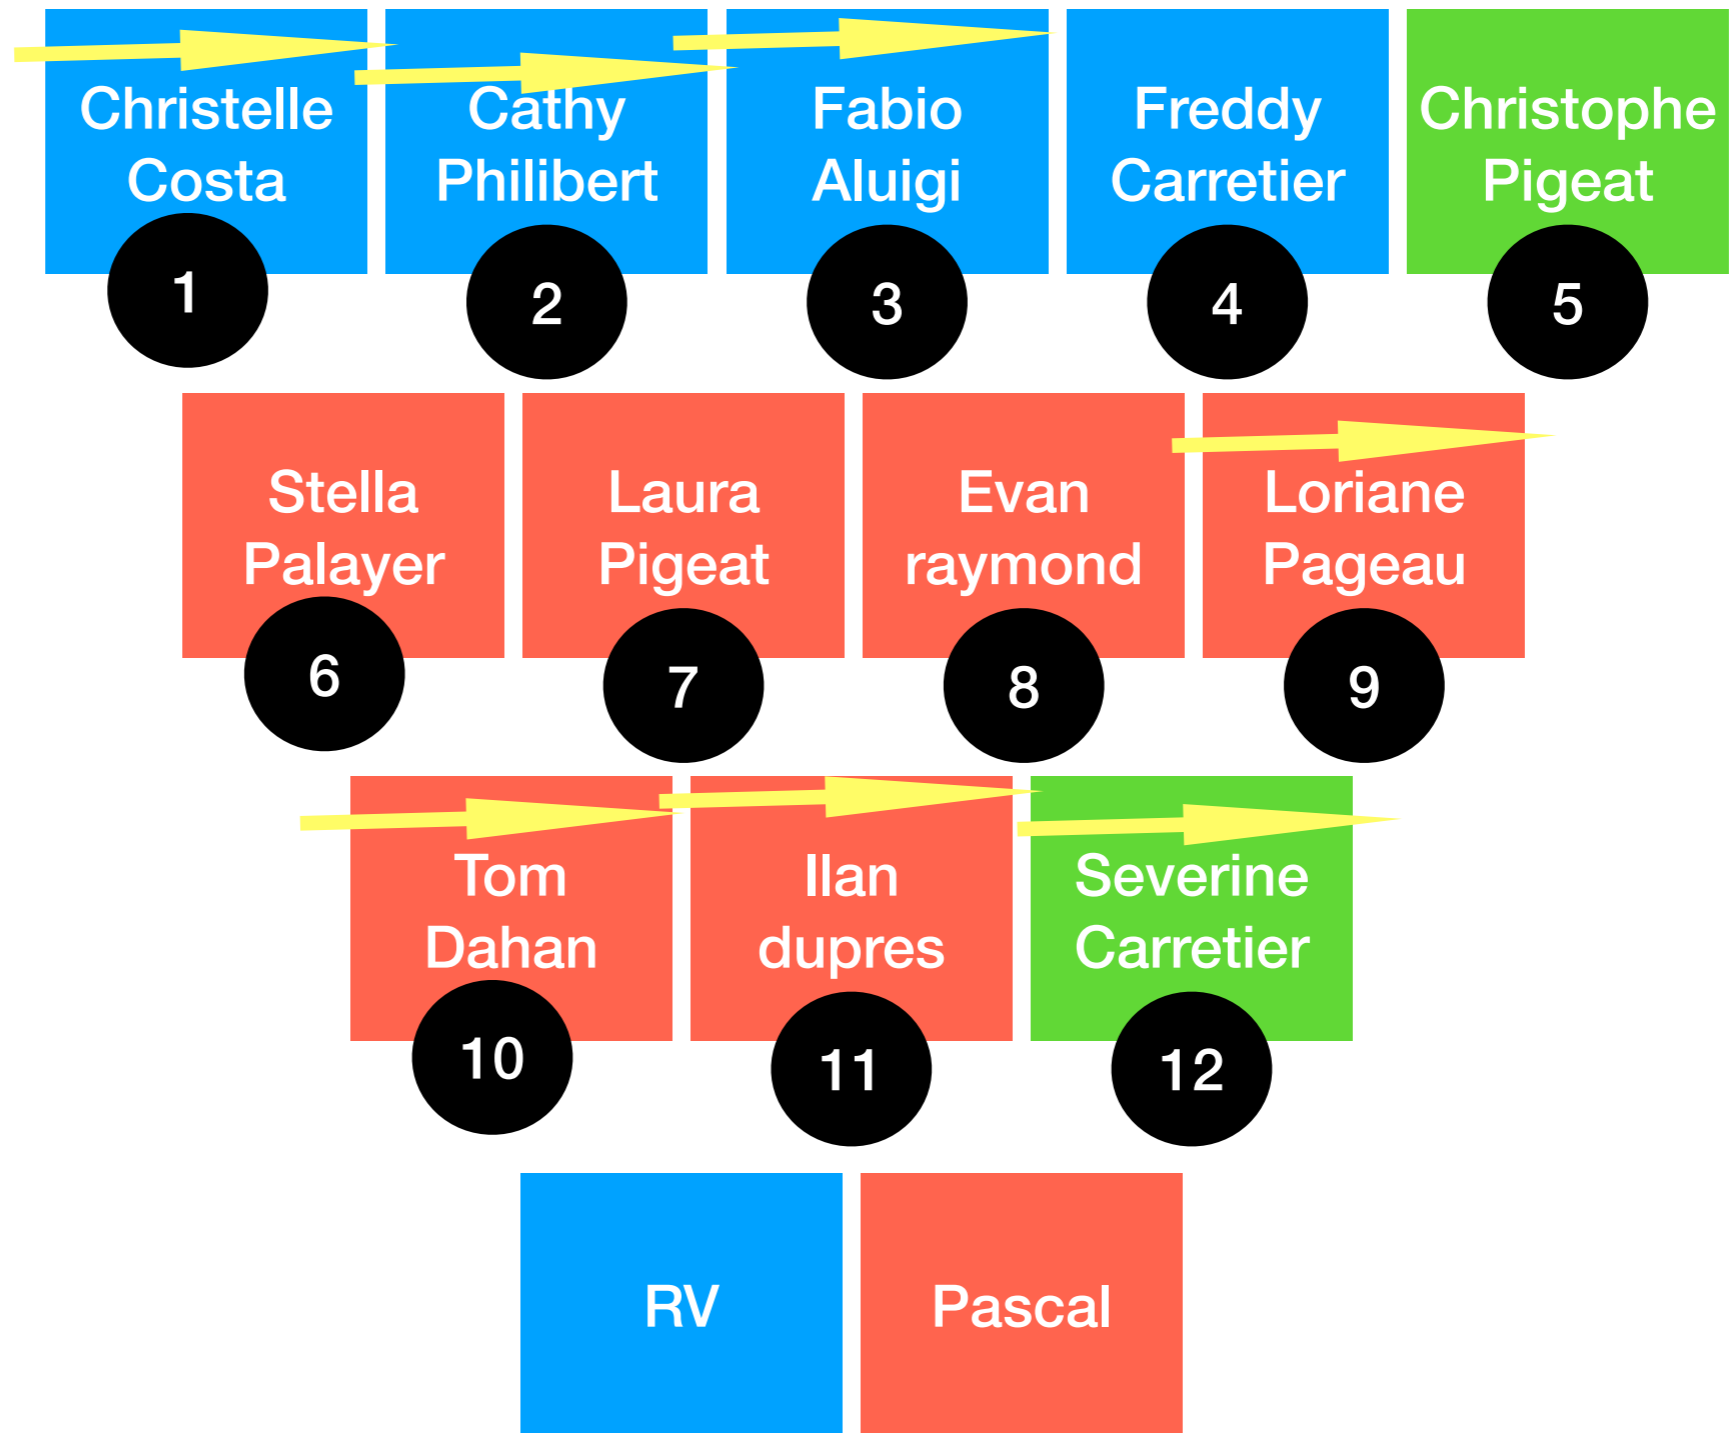 Christelle
Costa
Cathy
Philibert
Fabio
Aluigi
Freddy
Carretier
Christophe
Pigeat
1
2
3
4
5
Stella
Palayer
Laura
Pigeat
Evan
raymond
Loriane
Pageau
6
7
8
9
Tom
Dahan
Ilan
dupres
Severine
Carretier
10
11
12
RV
Pascal